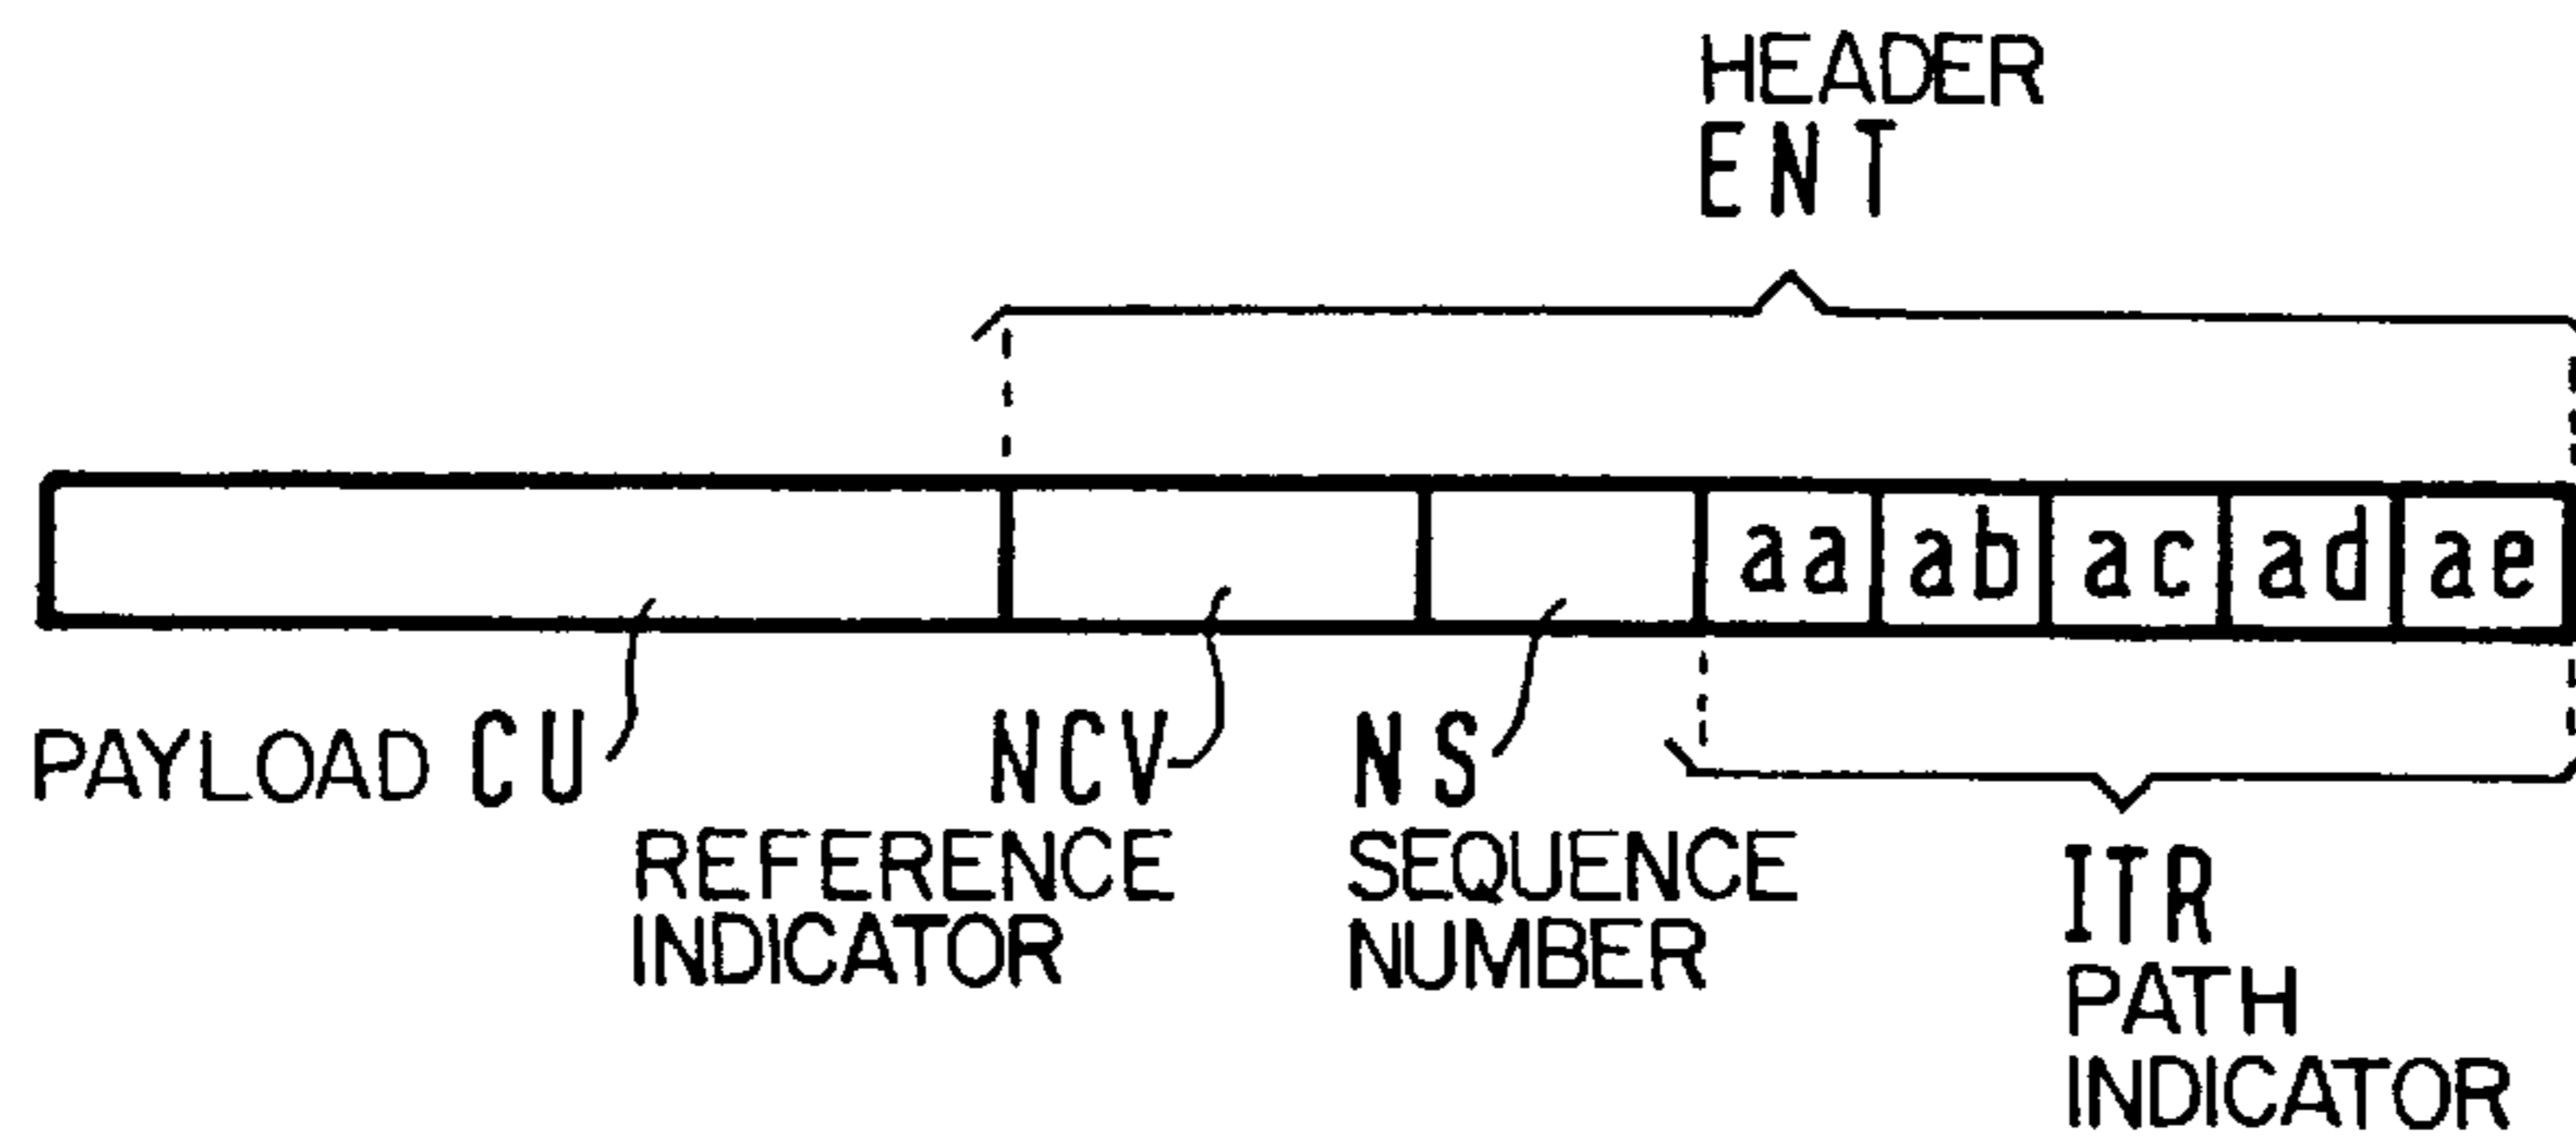 HEADER
ENT
aa ab ac ad ae
PAYLOAD CU
NCV
REFERENCE
INDICATOR
NS
SEQUENCE
NUMBER
ITR
PATH
INDICATOR